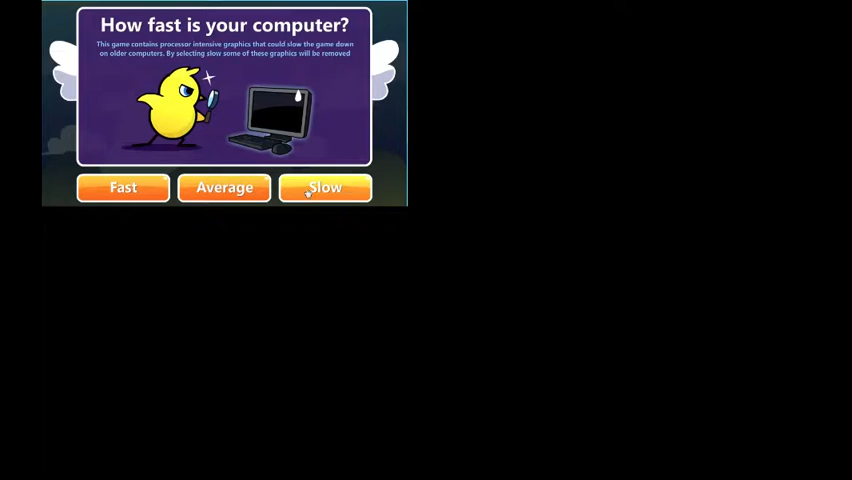 How fast is your computer?
This game contains processor intensive graphics that could slow the game down
on older computers. By selecting slow some of these graphics will be removed
Fast
Average
Slow